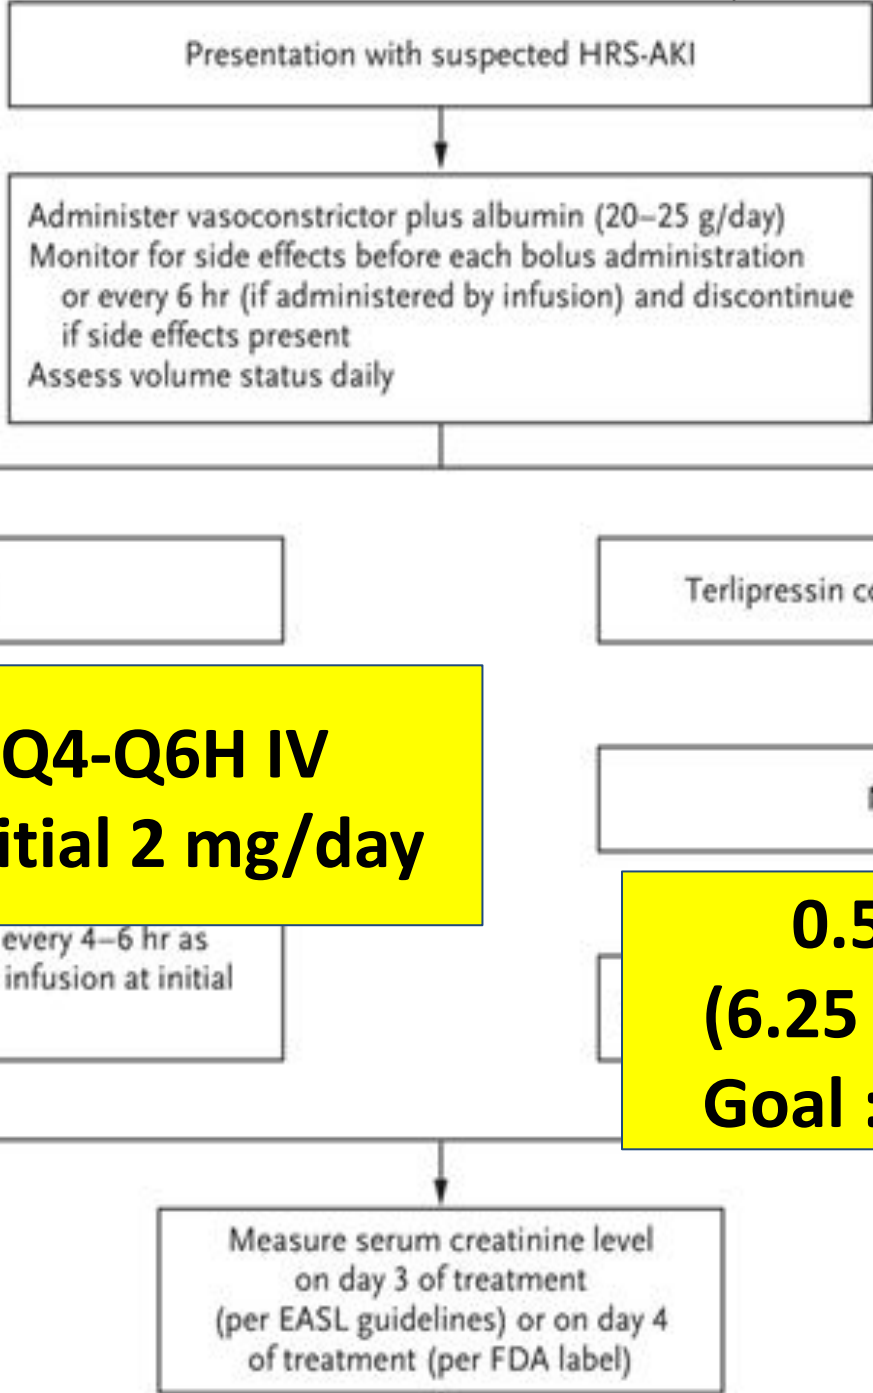 Presentation with suspected HRS-AKI
Administer vasoconstrictor plus albumin (20–25 g/day)
Monitor for side effects before each bolus administration
or every 6 hr (if administered by infusion) and discontinue
if side effects present
Assess volume status daily
Terlipressin
Q4-Q6H IV
itial 2 mg/day
every 4–6 hr as
infusion at initial
0.5
(6.25
Goal :
Measure serum creatinine level
on day 3 of treatment
(per EASL guidelines) or on day 4
of treatment (per FDA label)